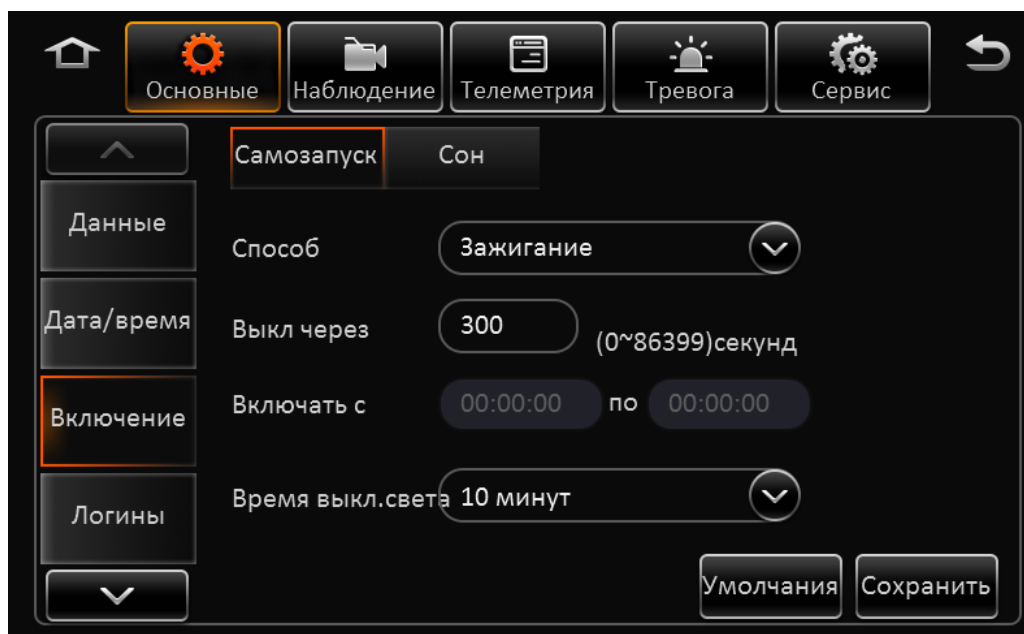 Основные Наблюдение Телеметрия Тревога Сервис
Самозапуск Сон
Данные
Способ Зажигание
Дата/время
Выкл через 300 (0~86399)секунд
Включение
Включать с 00:00:00 по 00:00:00
Логины
Время выкл.света 10 минут
Умолчания Сохранить